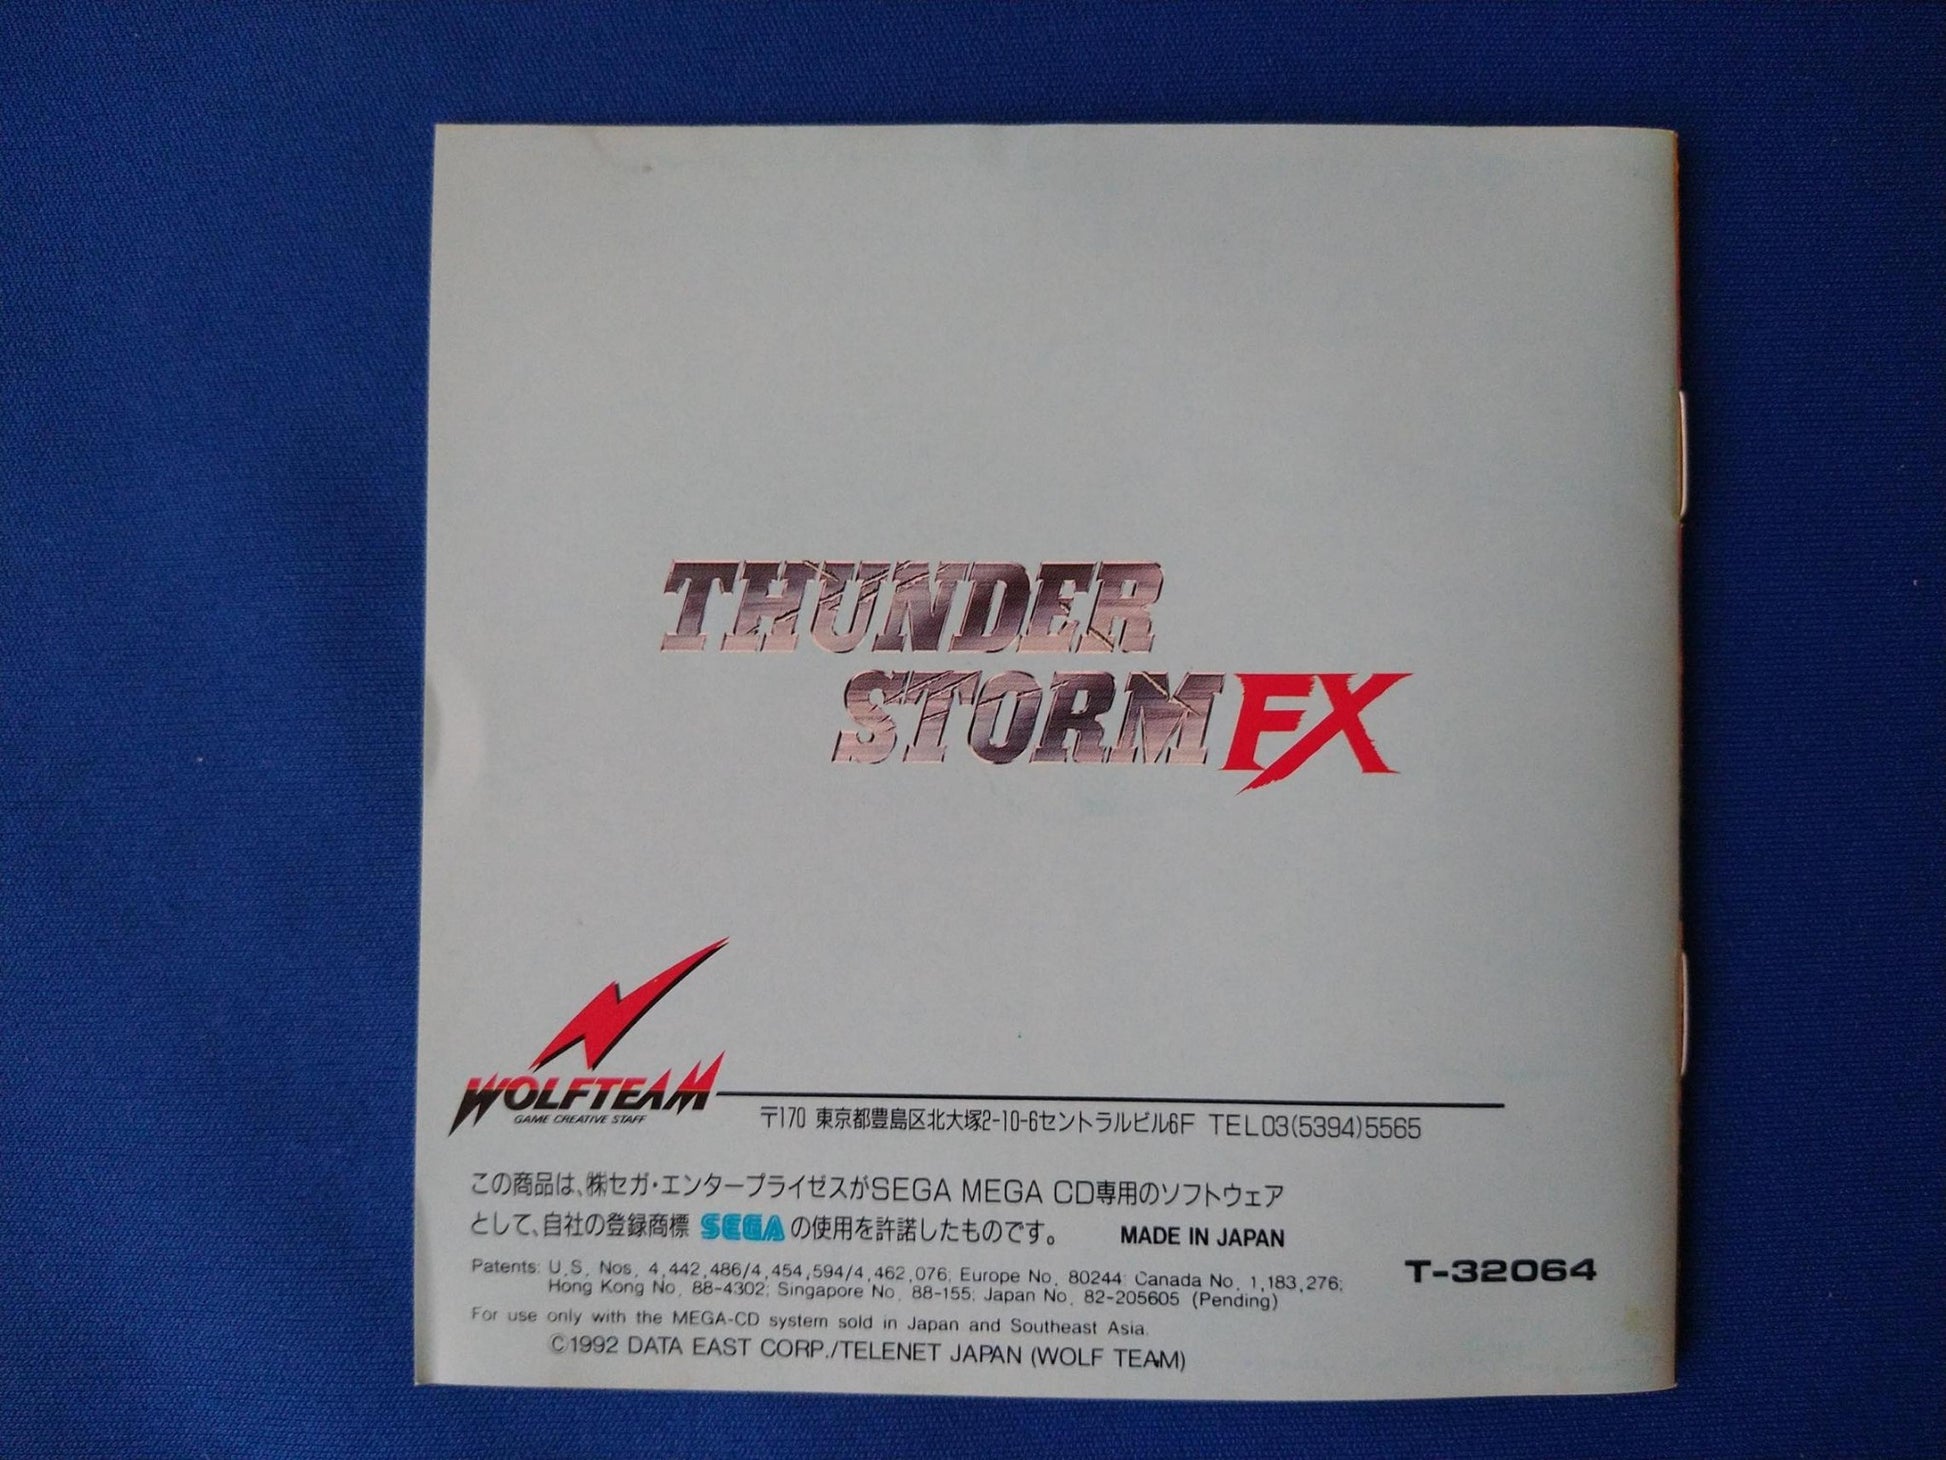 THUNDER
STORM FX
WOLFTEAM
GAME CREATIVE STAFF
〒170 東京都豊島区北大塚2-10-6セントラルビル6F TEL03(5394)5565
この商品は、㈱セガ・エンタープライゼスがSEGA MEGA CD専用のソフトウェア
として、自社の登録商標 SEGA の使用を許諾したものです。 MADE IN JAPAN
T-32064
Patents: U.S. Nos. 4,442,486/4,454,594/4,462,076; Europe No. 80244; Canada No. 1,183,276;
Hong Kong No. 88-4302; Singapore No. 88-155; Japan No. 82-205605 (Pending)
For use only with the MEGA-CD system sold in Japan and Southeast Asia.
©1992 DATA EAST CORP./TELENET JAPAN (WOLF TEAM)